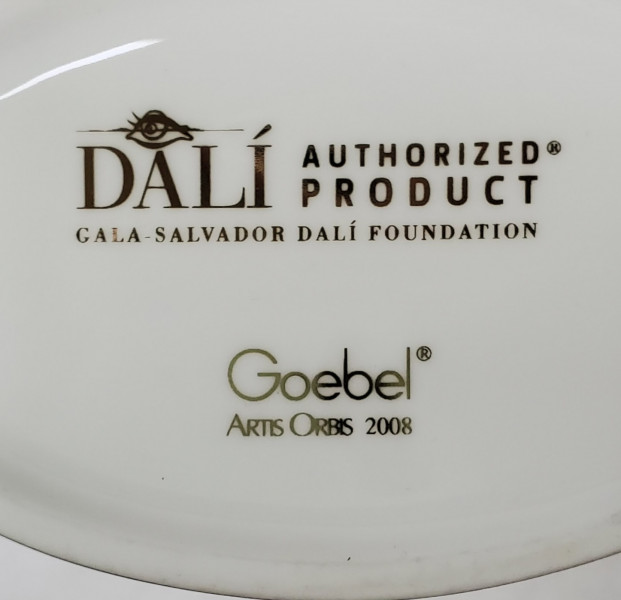 DALÍ AUTHORIZED®
PRODUCT
GALA-SALVADOR DALÍ FOUNDATION
Goebel®
ARTIS ORBIS 2008